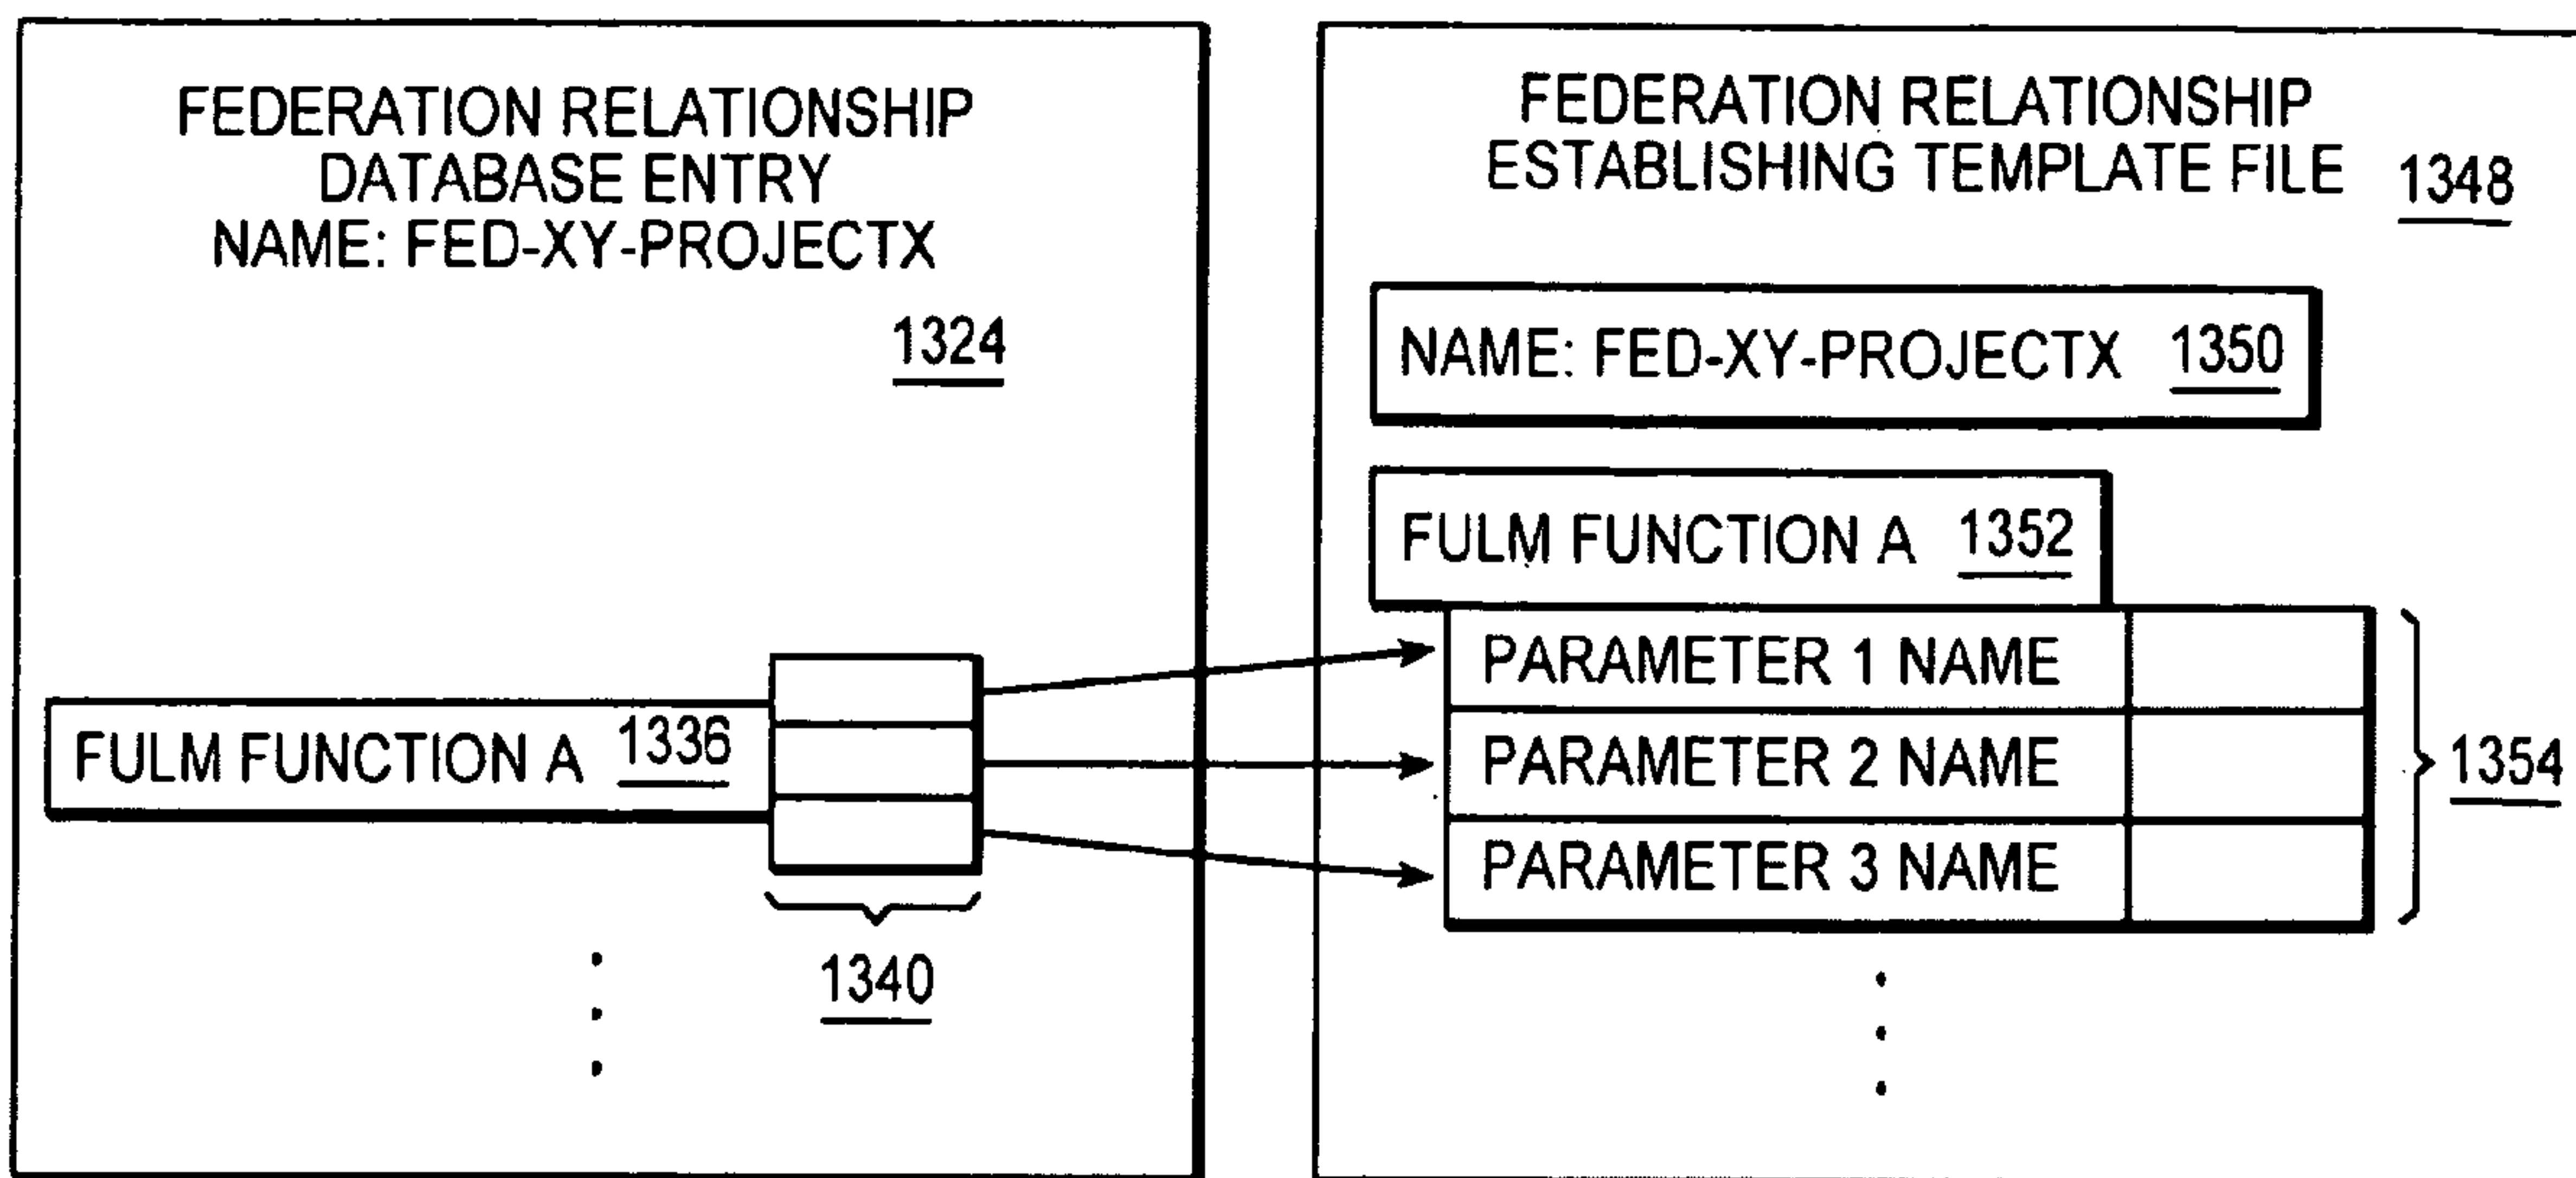 FEDERATION RELATIONSHIP
DATABASE ENTRY
NAME: FED-XY-PROJECTX
1324
FULM FUNCTION A 1336
1340
FEDERATION RELATIONSHIP
ESTABLISHING TEMPLATE FILE 1348
NAME: FED-XY-PROJECTX 1350
FULM FUNCTION A 1352
PARAMETER 1 NAME
PARAMETER 2 NAME
PARAMETER 3 NAME
1354